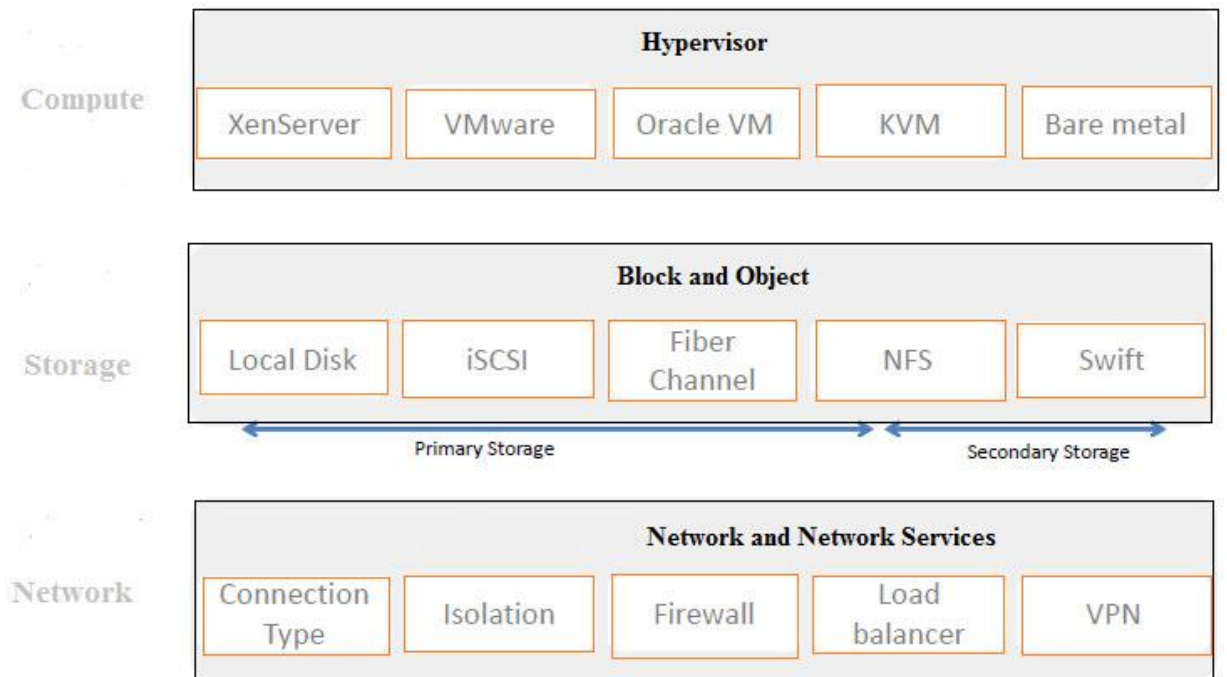 Hypervisor
Compute
XenServer
VMware
Oracle VM
KVM
Bare metal
Block and Object
Storage
Local Disk
iSCSI
Fiber
Channel
NFS
Swift
Primary Storage
Secondary Storage
Network and Network Services
Network
Connection
Type
Isolation
Firewall
Load
balancer
VPN